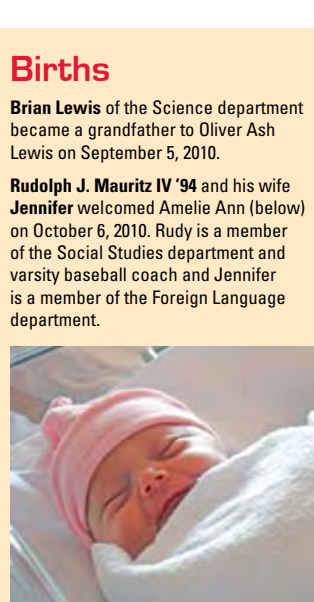 Births
Brian Lewis of the Science department
became a grandfather to Oliver Ash
Lewis on September 5, 2010.
Rudolph J. Mauritz IV ’94 and his wife
Jennifer welcomed Amelie Ann (below)
on October 6, 2010. Rudy is a member
of the Social Studies department and
varsity baseball coach and Jennifer
is a member of the Foreign Language
department.